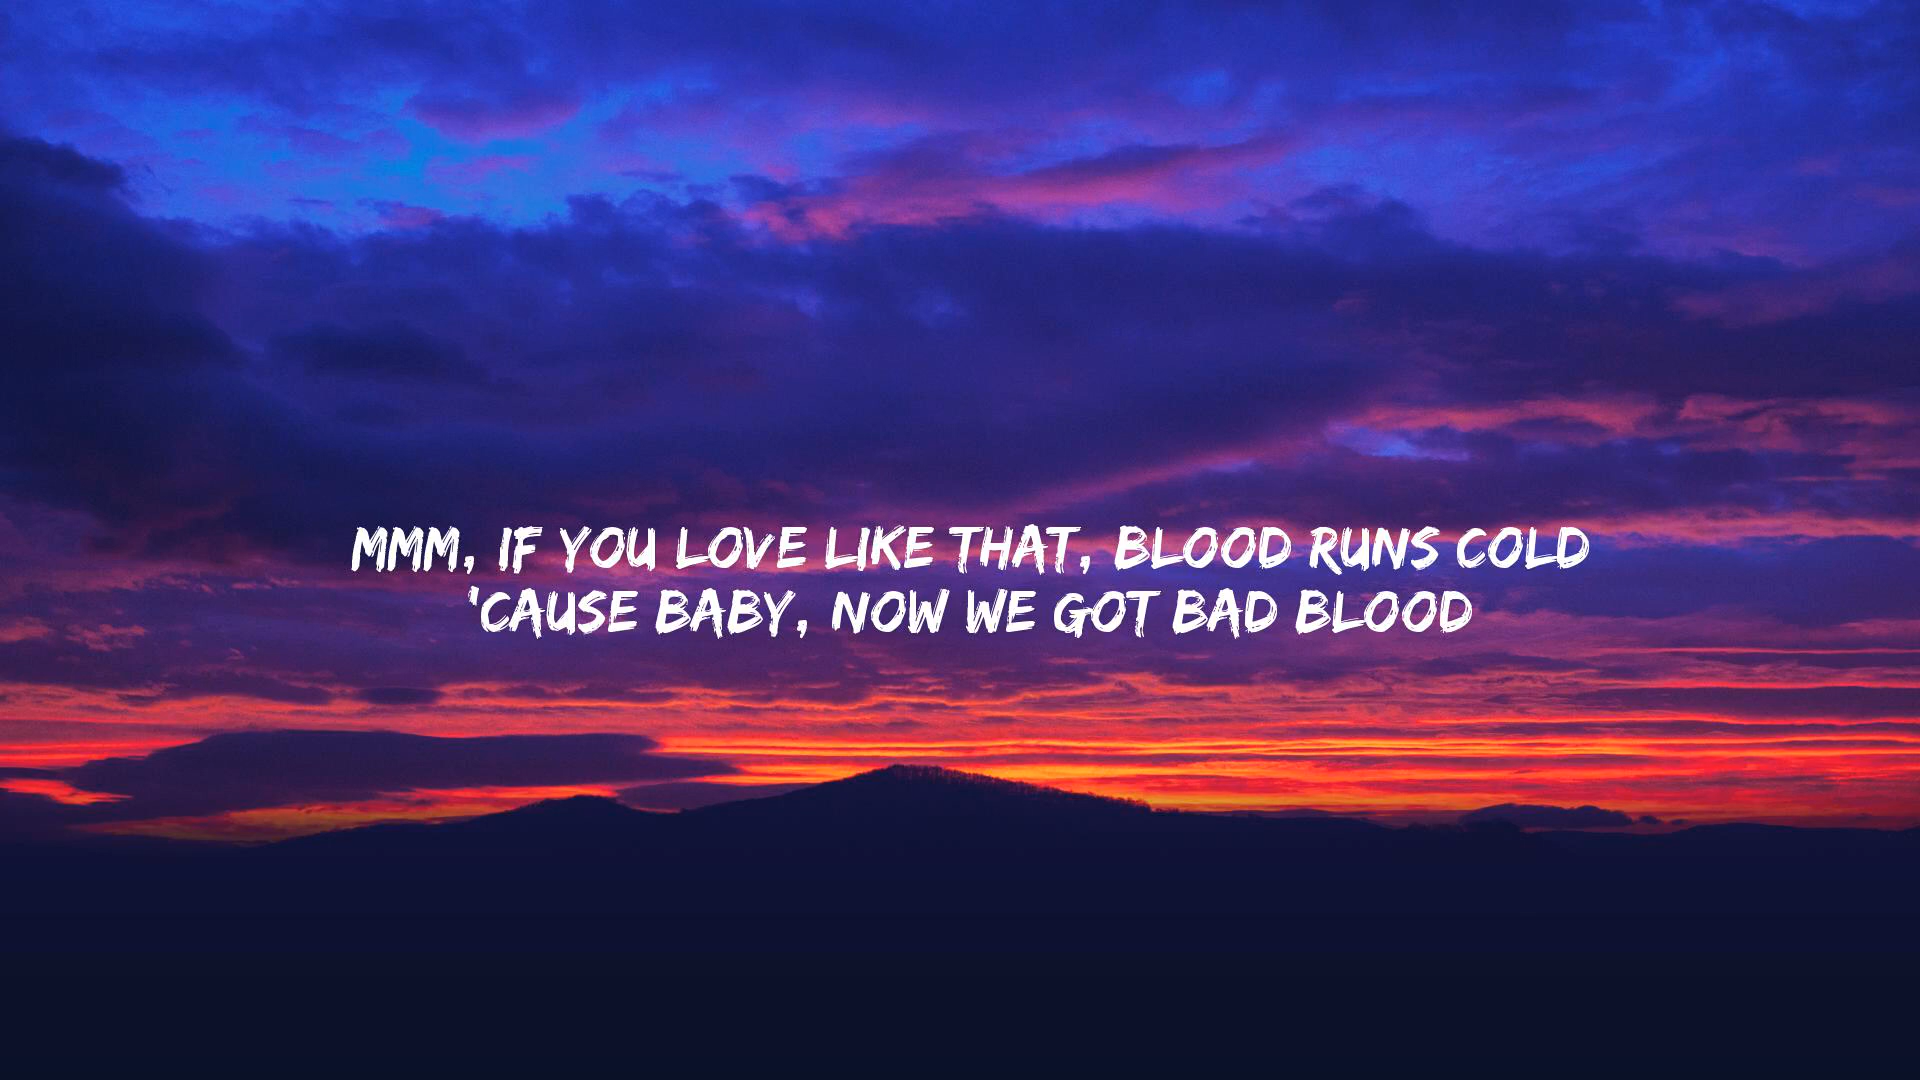 MMM, IF YOU LOVE LIKE THAT, BLOOD RUNS COLD
'CAUSE BABY, NOW WE GOT BAD BLOOD